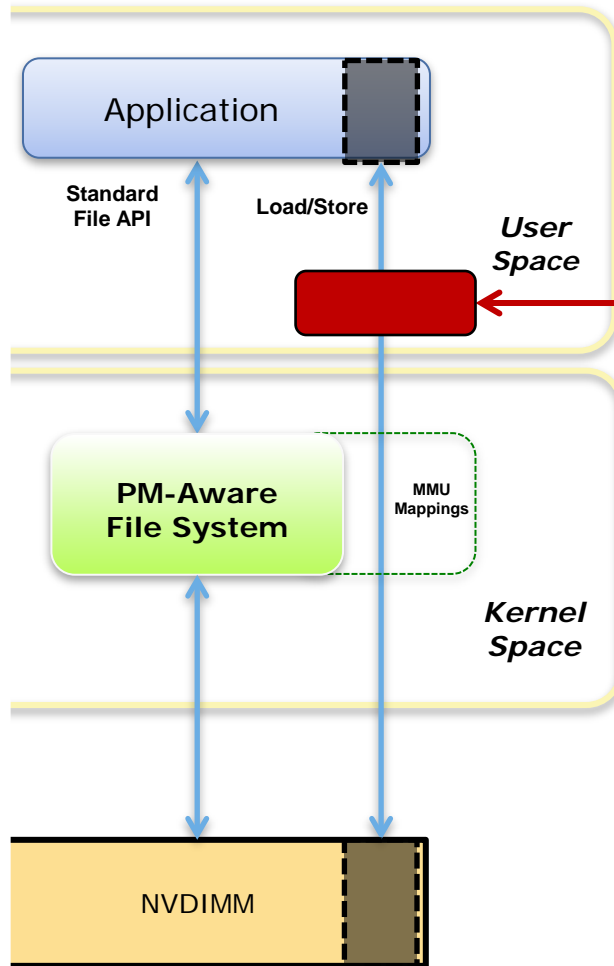 Application
Standard
File API
Load/Store
User
Space
PM-Aware
File System
MMU
Mappings
Kernel
Space
NVDIMM